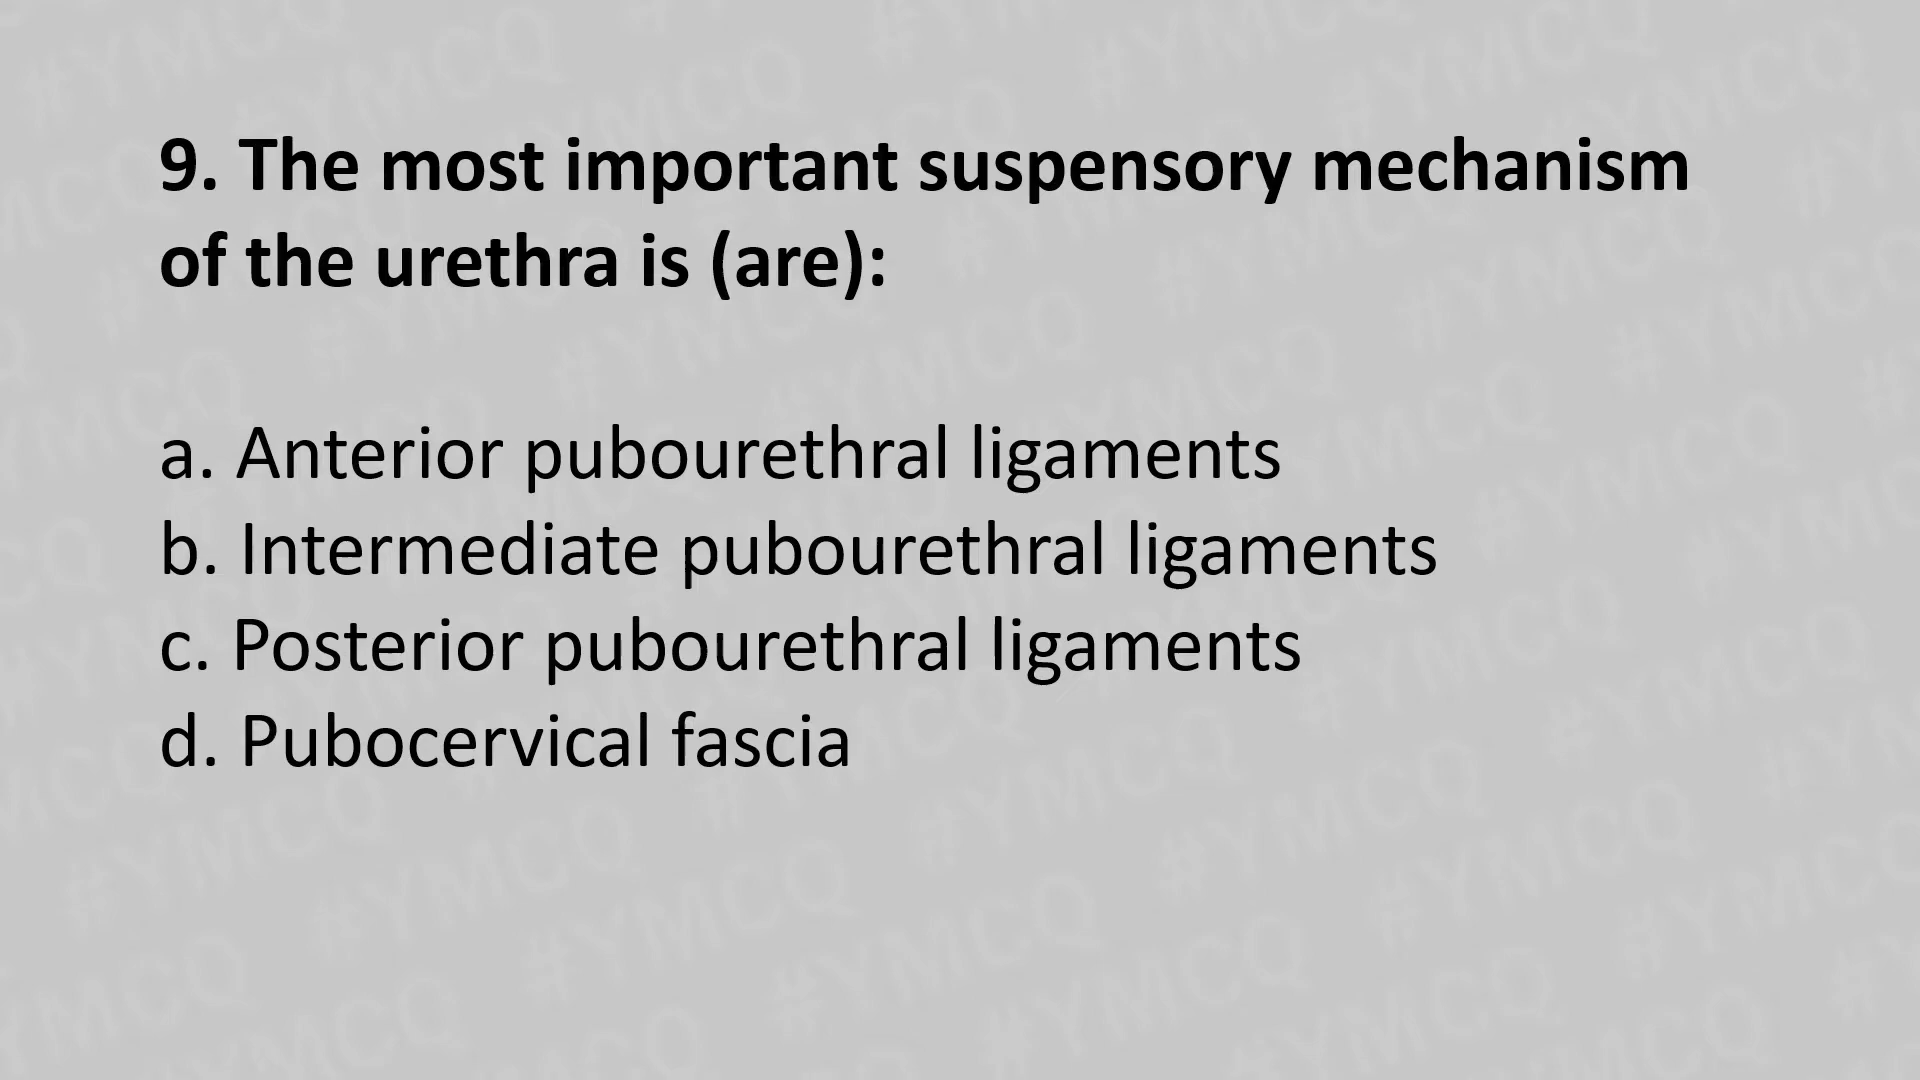 9. The most important suspensory mechanism
of the urethra is (are):
a. Anterior pubourethral ligaments
b. Intermediate pubourethral ligaments
c. Posterior pubourethral ligaments
d. Pubocervical fascia
#YMCQ